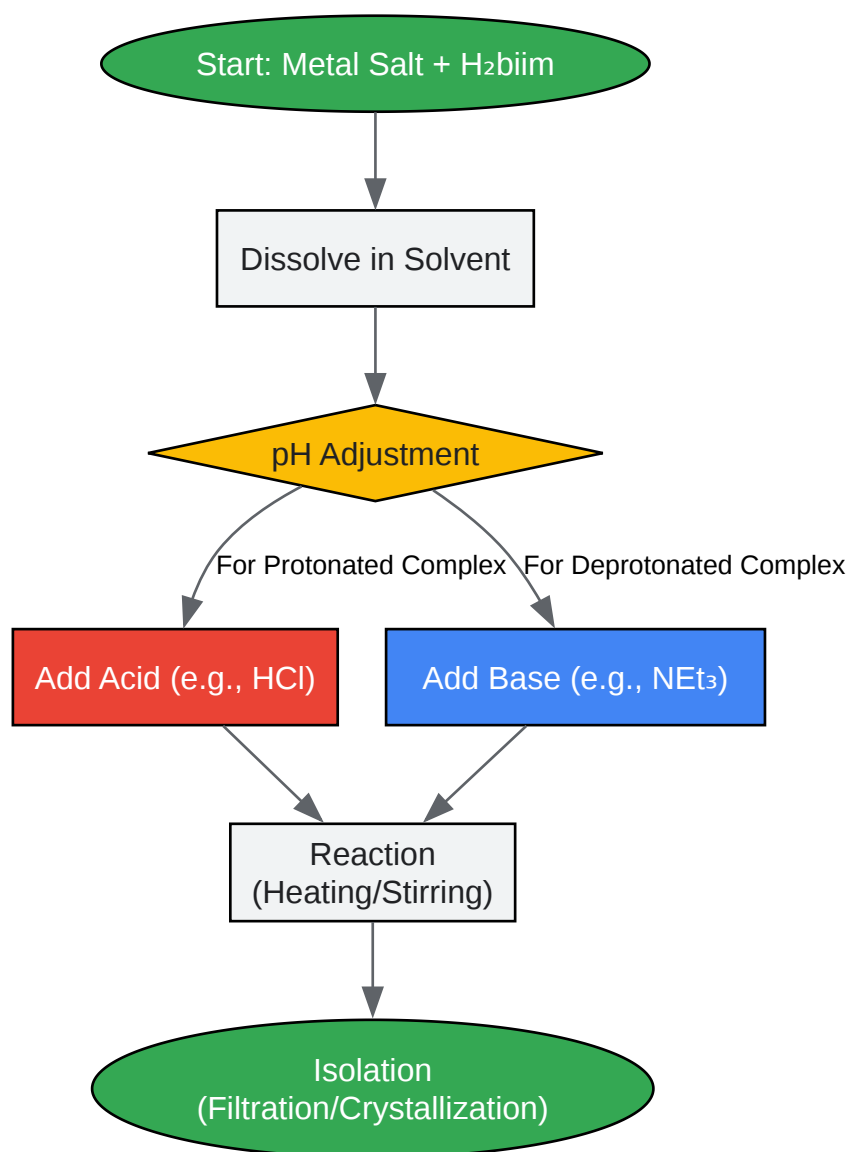 Start: Metal Salt + H₂biim
Dissolve in Solvent
pH Adjustment
For Protonated Complex
For Deprotonated Complex
Add Acid (e.g., HCl)
Add Base (e.g., NEt₃)
Reaction
(Heating/Stirring)
Isolation
(Filtration/Crystallization)